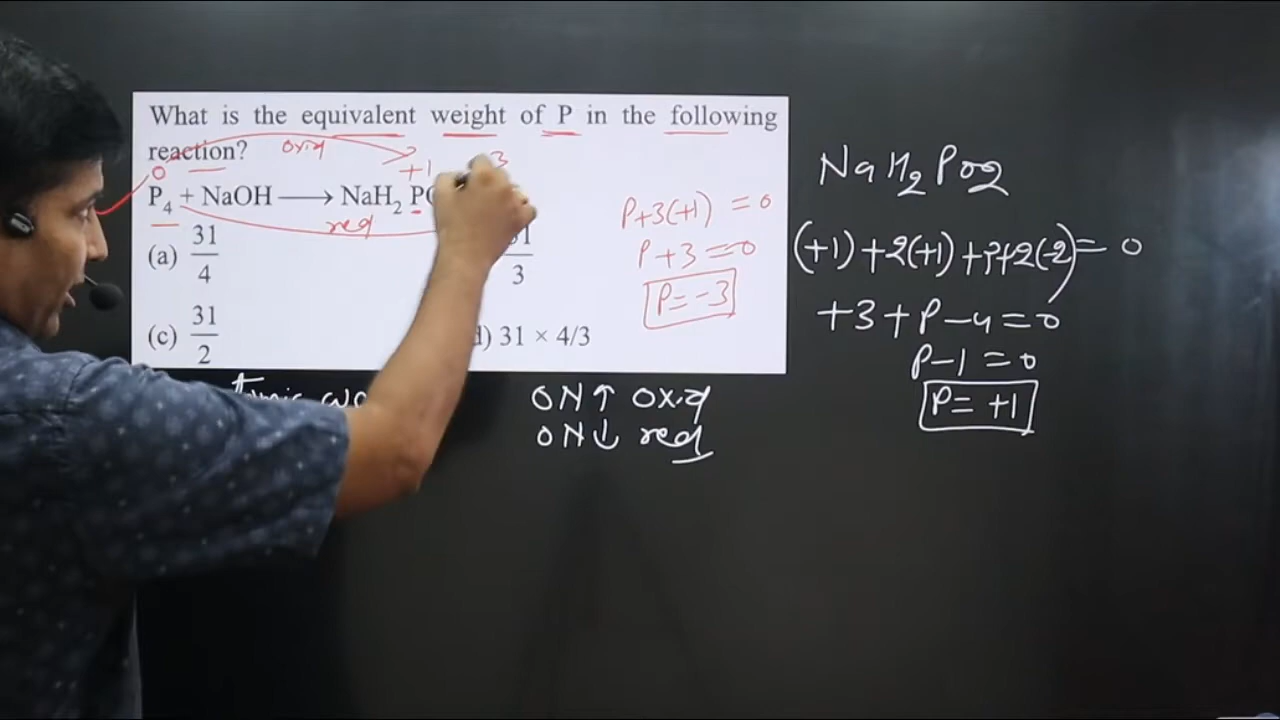 What is the equivalent weight of P in the following
reaction?
oxid
0
+1
3
P₄ + NaOH ⟶ NaH₂ P
red
(a) 31/4
31/3
(c) 31/2
) 31 × 4/3
P+3(+1) = 0
P+3=0
P=-3
NaH₂PO₂
(+1)+2(+1)+P+2(-2)=0
+3+P-4=0
P-1=0
P=+1
ON↑ oxid
ON↓ red